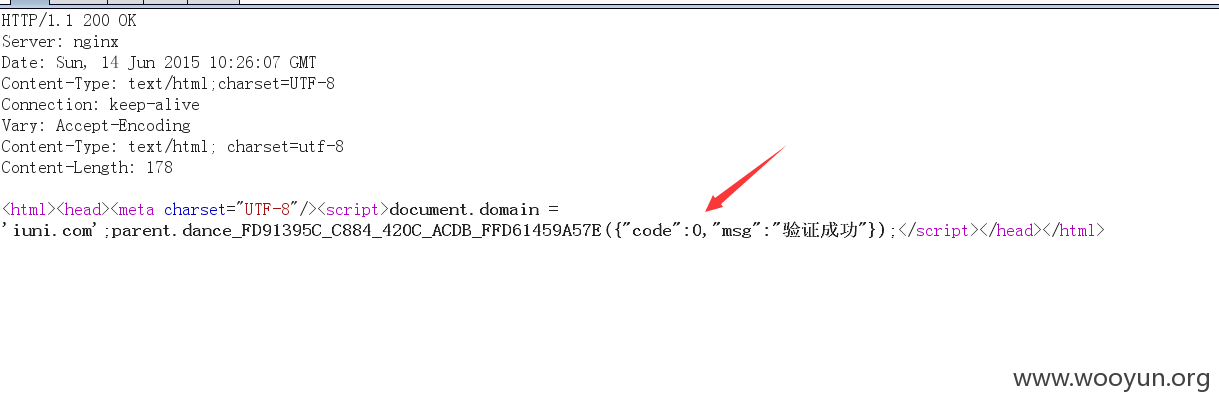 HTTP/1.1 200 OK
Server: nginx
Date: Sun, 14 Jun 2015 10:26:07 GMT
Content-Type: text/html;charset=UTF-8
Connection: keep-alive
Vary: Accept-Encoding
Content-Type: text/html; charset=utf-8
Content-Length: 178
<html><head><meta charset="UTF-8"/><script>document.domain =
'iuni.com';parent.dance_FD91395C_C884_420C_ACDB_FFD61459A57E({"code":0,"msg":"验证成功"});</script></head></html>
www.wooyun.org